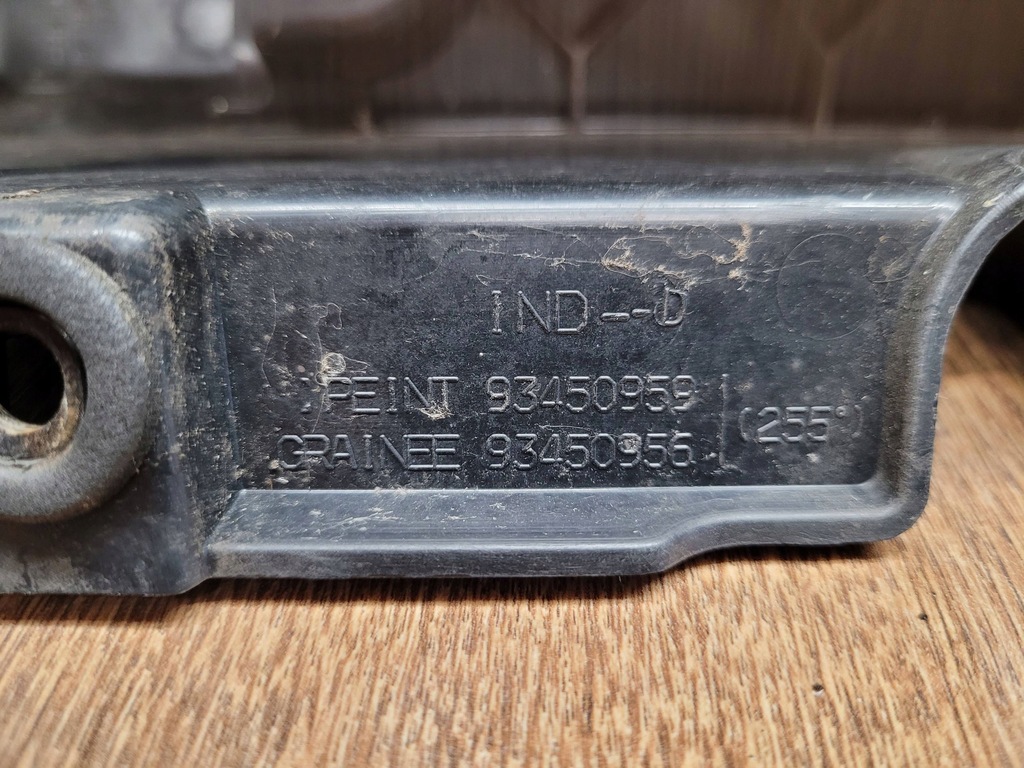 IND--D
PEINT 93450959
GRAINEE 93450956
(255°)